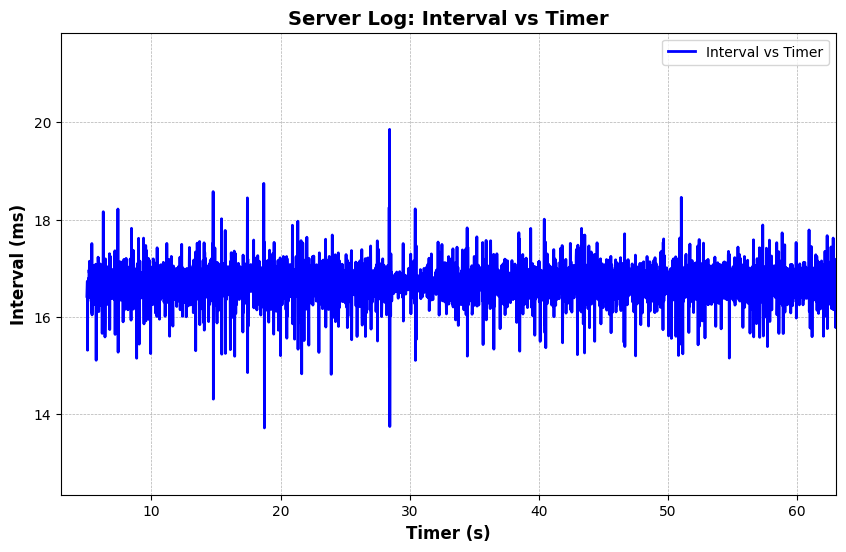 Server Log: Interval vs Timer
Interval vs Timer
20
18
16
14
Interval (ms)
10 20 30 40 50 60
Timer (s)